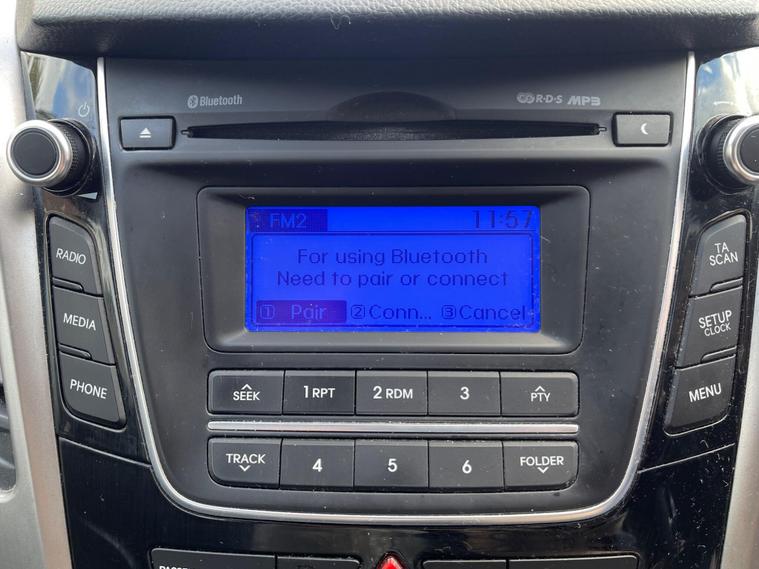 Bluetooth
R·D·S MP3
FM2 11:57
For using Bluetooth
Need to pair or connect
1 Pair 2 Conn... 3 Cancel
RADIO
MEDIA
PHONE
TA
SCAN
SETUP
CLOCK
MENU
SEEK 1 RPT 2 RDM 3 PTY
TRACK 4 5 6 FOLDER